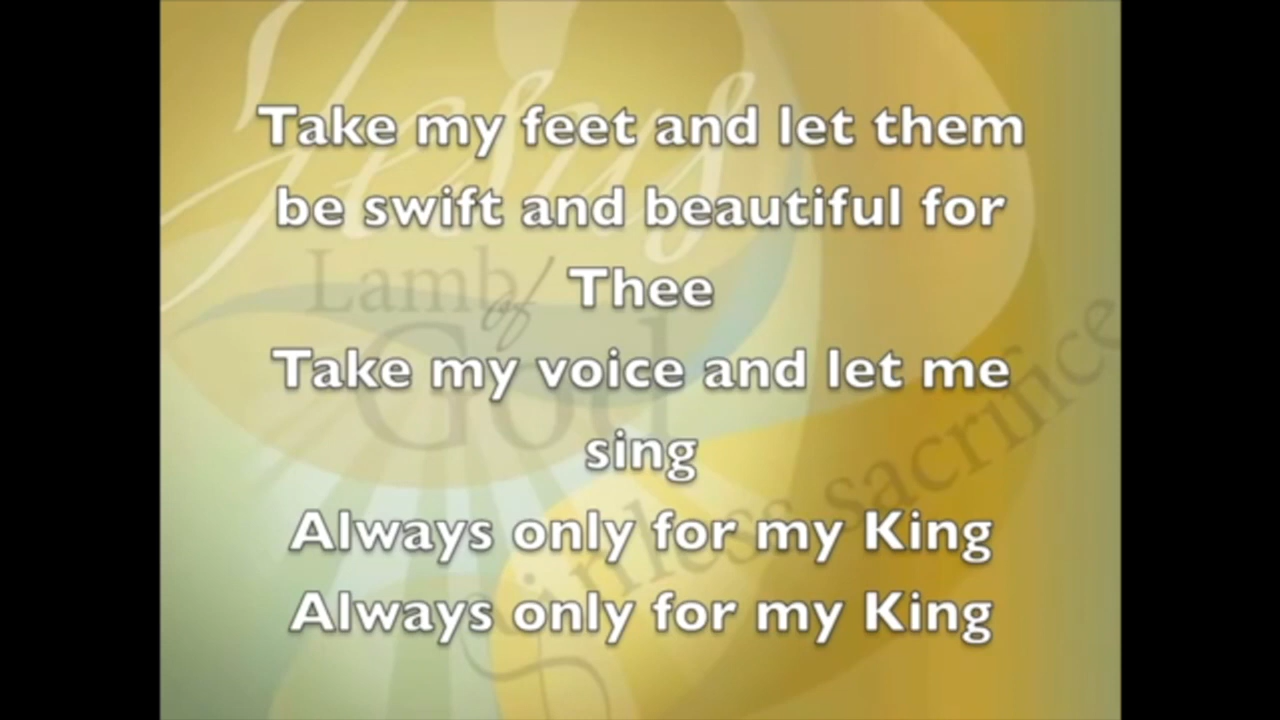 Jesus
Lamb of
God
sinless sacrifice
Take my feet and let them
be swift and beautiful for
Thee
Take my voice and let me
sing
Always only for my King
Always only for my King